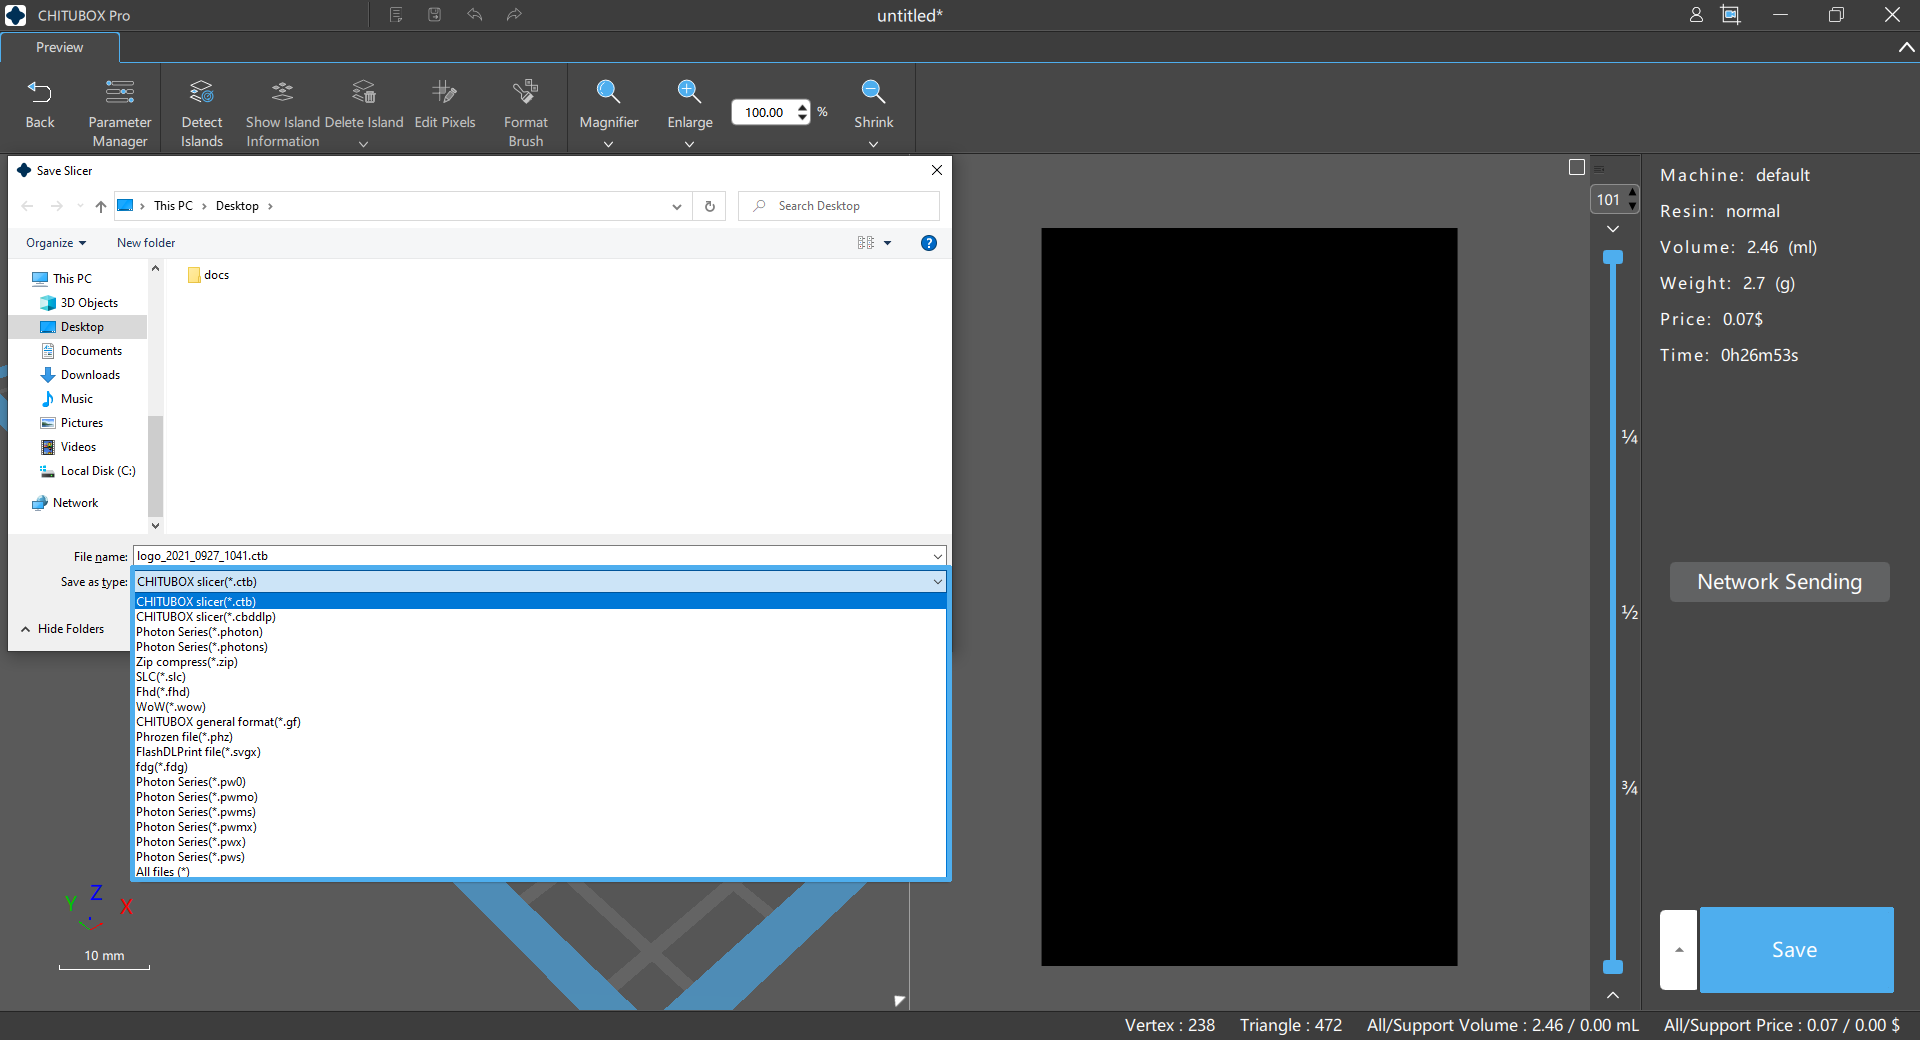 CHITUBOX Pro
untitled*
Preview
Back
Parameter Manager
Detect Islands
Show Island Information
Delete Island
Edit Pixels
Format Brush
Magnifier
Enlarge
100.00 %
Shrink
Save Slicer
This PC > Desktop >
Search Desktop
Organize
New folder
This PC
3D Objects
Desktop
Documents
Downloads
Music
Pictures
Videos
Local Disk (C:)
Network
docs
File name: logo_2021_0927_1041.ctb
Save as type: CHITUBOX slicer(*.ctb)
CHITUBOX slicer(*.ctb)
CHITUBOX slicer(*.cbddlp)
Photon Series(*.photon)
Photon Series(*.photons)
Zip compress(*.zip)
SLC(*.slc)
Fhd(*.fhd)
WoW(*.wow)
CHITUBOX general format(*.gf)
Phrozen file(*.phz)
FlashDLPrint file(*.svgx)
fdg(*.fdg)
Photon Series(*.pw0)
Photon Series(*.pwmo)
Photon Series(*.pwms)
Photon Series(*.pwmx)
Photon Series(*.pwx)
Photon Series(*.pws)
All files (*)
Hide Folders
Y Z X
10 mm
101
¼
½
¾
Machine: default
Resin: normal
Volume: 2.46 (ml)
Weight: 2.7 (g)
Price: 0.07$
Time: 0h26m53s
Network Sending
Save
Vertex : 238 Triangle : 472 All/Support Volume : 2.46 / 0.00 mL All/Support Price : 0.07 / 0.00 $